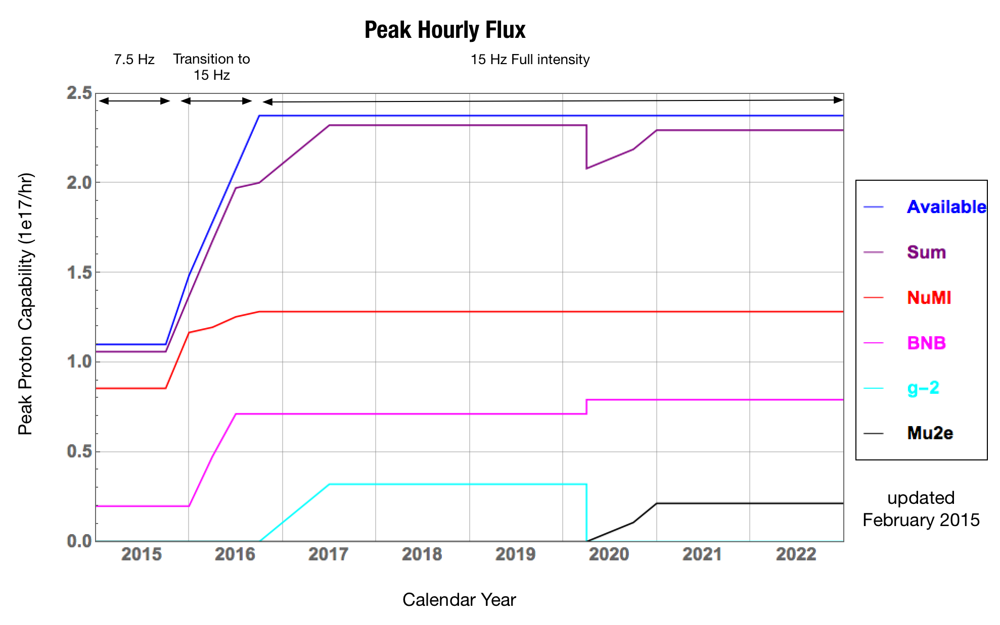 Peak Hourly Flux
7.5 Hz
Transition to
15 Hz
15 Hz Full intensity
Peak Proton Capability (1e17/hr)
2.5
2.0
1.5
1.0
0.5
0.0
2015 2016 2017 2018 2019 2020 2021 2022
Calendar Year
Available
Sum
NuMI
BNB
g−2
Mu2e
updated
February 2015